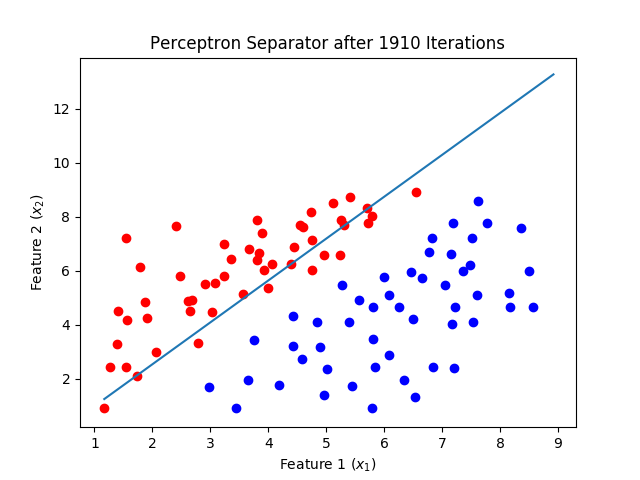 Perceptron Separator after 1910 Iterations
12
10
8
6
4
2
Feature 2 (x₂)
1 2 3 4 5 6 7 8 9
Feature 1 (x₁)